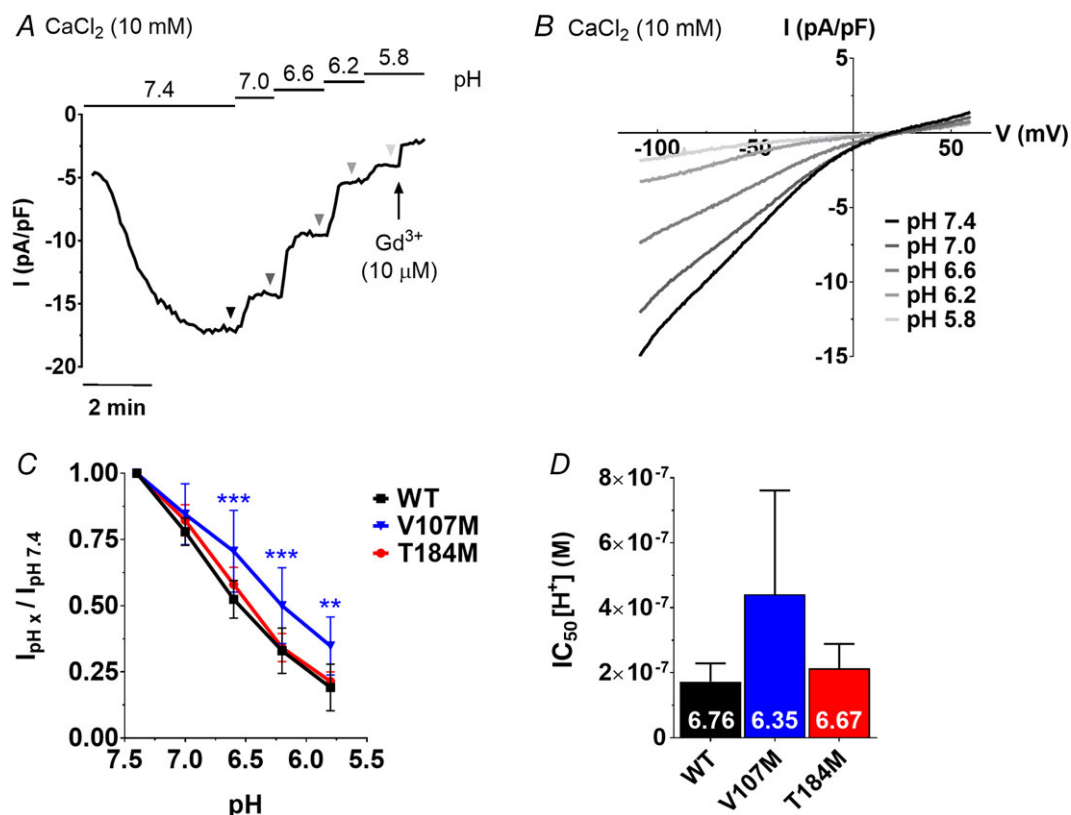 A CaCl₂ (10 mM)
7.4 7.0 6.6 6.2 5.8 pH
0
-5
-10
-15
-20
I (pA/pF)
Gd³⁺
(10 μM)
2 min
B CaCl₂ (10 mM) I (pA/pF)
5
V (mV)
-100 -50 50
-5
-10
-15
pH 7.4
pH 7.0
pH 6.6
pH 6.2
pH 5.8
C
1.00
0.75
0.50
0.25
0.00
I pH x / I pH 7.4
7.5 7.0 6.5 6.0 5.5
pH
*** *** **
WT
V107M
T184M
D
8×10⁻⁷
6×10⁻⁷
4×10⁻⁷
2×10⁻⁷
0
IC₅₀ [H⁺] (M)
6.76 6.35 6.67
WT V107M T184M